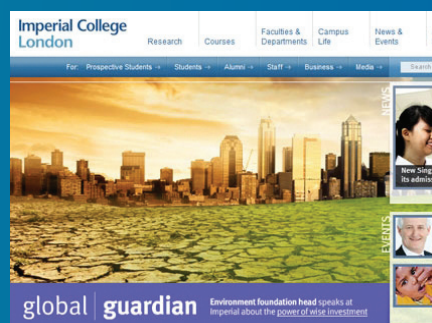 Imperial College
London
Research
Courses
Faculties &
Departments
Campus
Life
News &
Events
For: Prospective Students → Students → Alumni → Staff → Business → Media → Search
NEWS
New Sing
its admiss
EVENTS
global guardian
Environment foundation head speaks at
Imperial about the power of wise investment